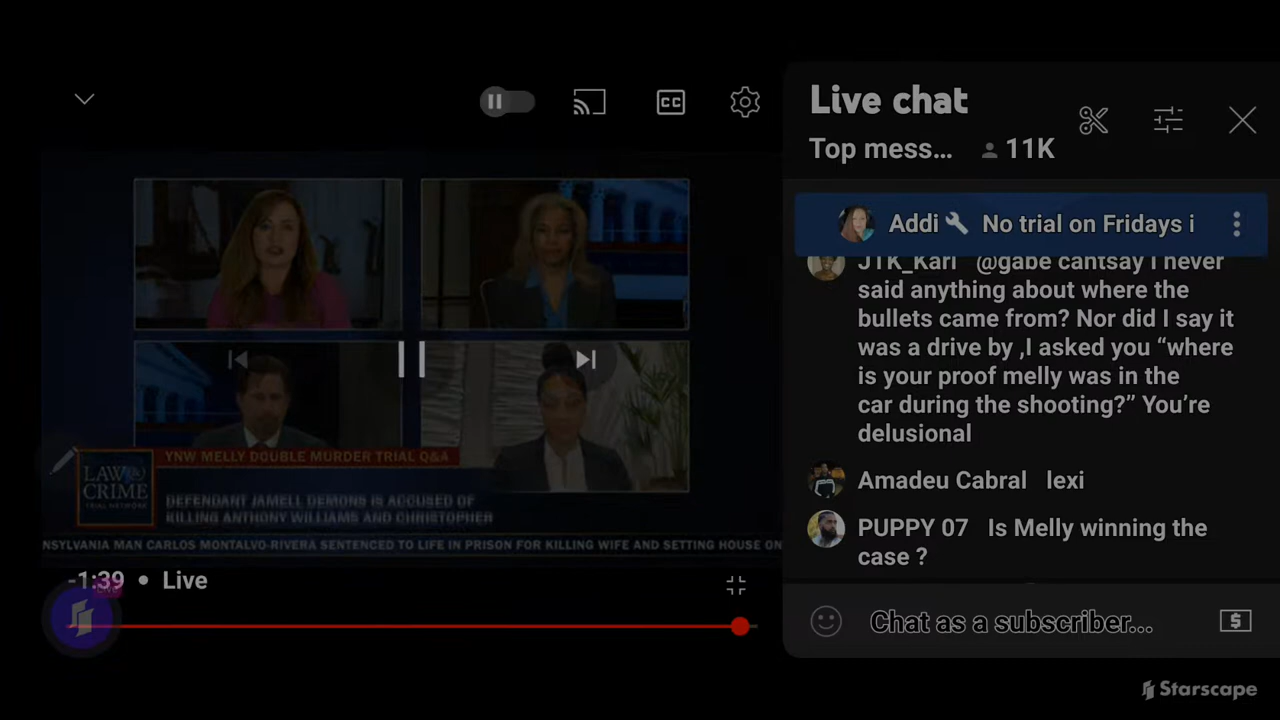 Live chat
Top mess... 11K
Addi No trial on Fridays i
JTK_Karl @gabe cantsay I never
said anything about where the
bullets came from? Nor did I say it
was a drive by ,I asked you “where
is your proof melly was in the
car during the shooting?” You’re
delusional
Amadeu Cabral lexi
PUPPY 07 Is Melly winning the
case ?
Chat as a subscriber...
CC
YNW MELLY DOUBLE MURDER TRIAL Q&A
LAW&
CRIME
TRIAL NETWORK
DEFENDANT JAMELL DEMONS IS ACCUSED OF
KILLING ANTHONY WILLIAMS AND CHRISTOPHER
NSYLVANIA MAN CARLOS MONTALVO-RIVERA SENTENCED TO LIFE IN PRISON FOR KILLING WIFE AND SETTING HOUSE ON
-1:39 • Live
Starscape